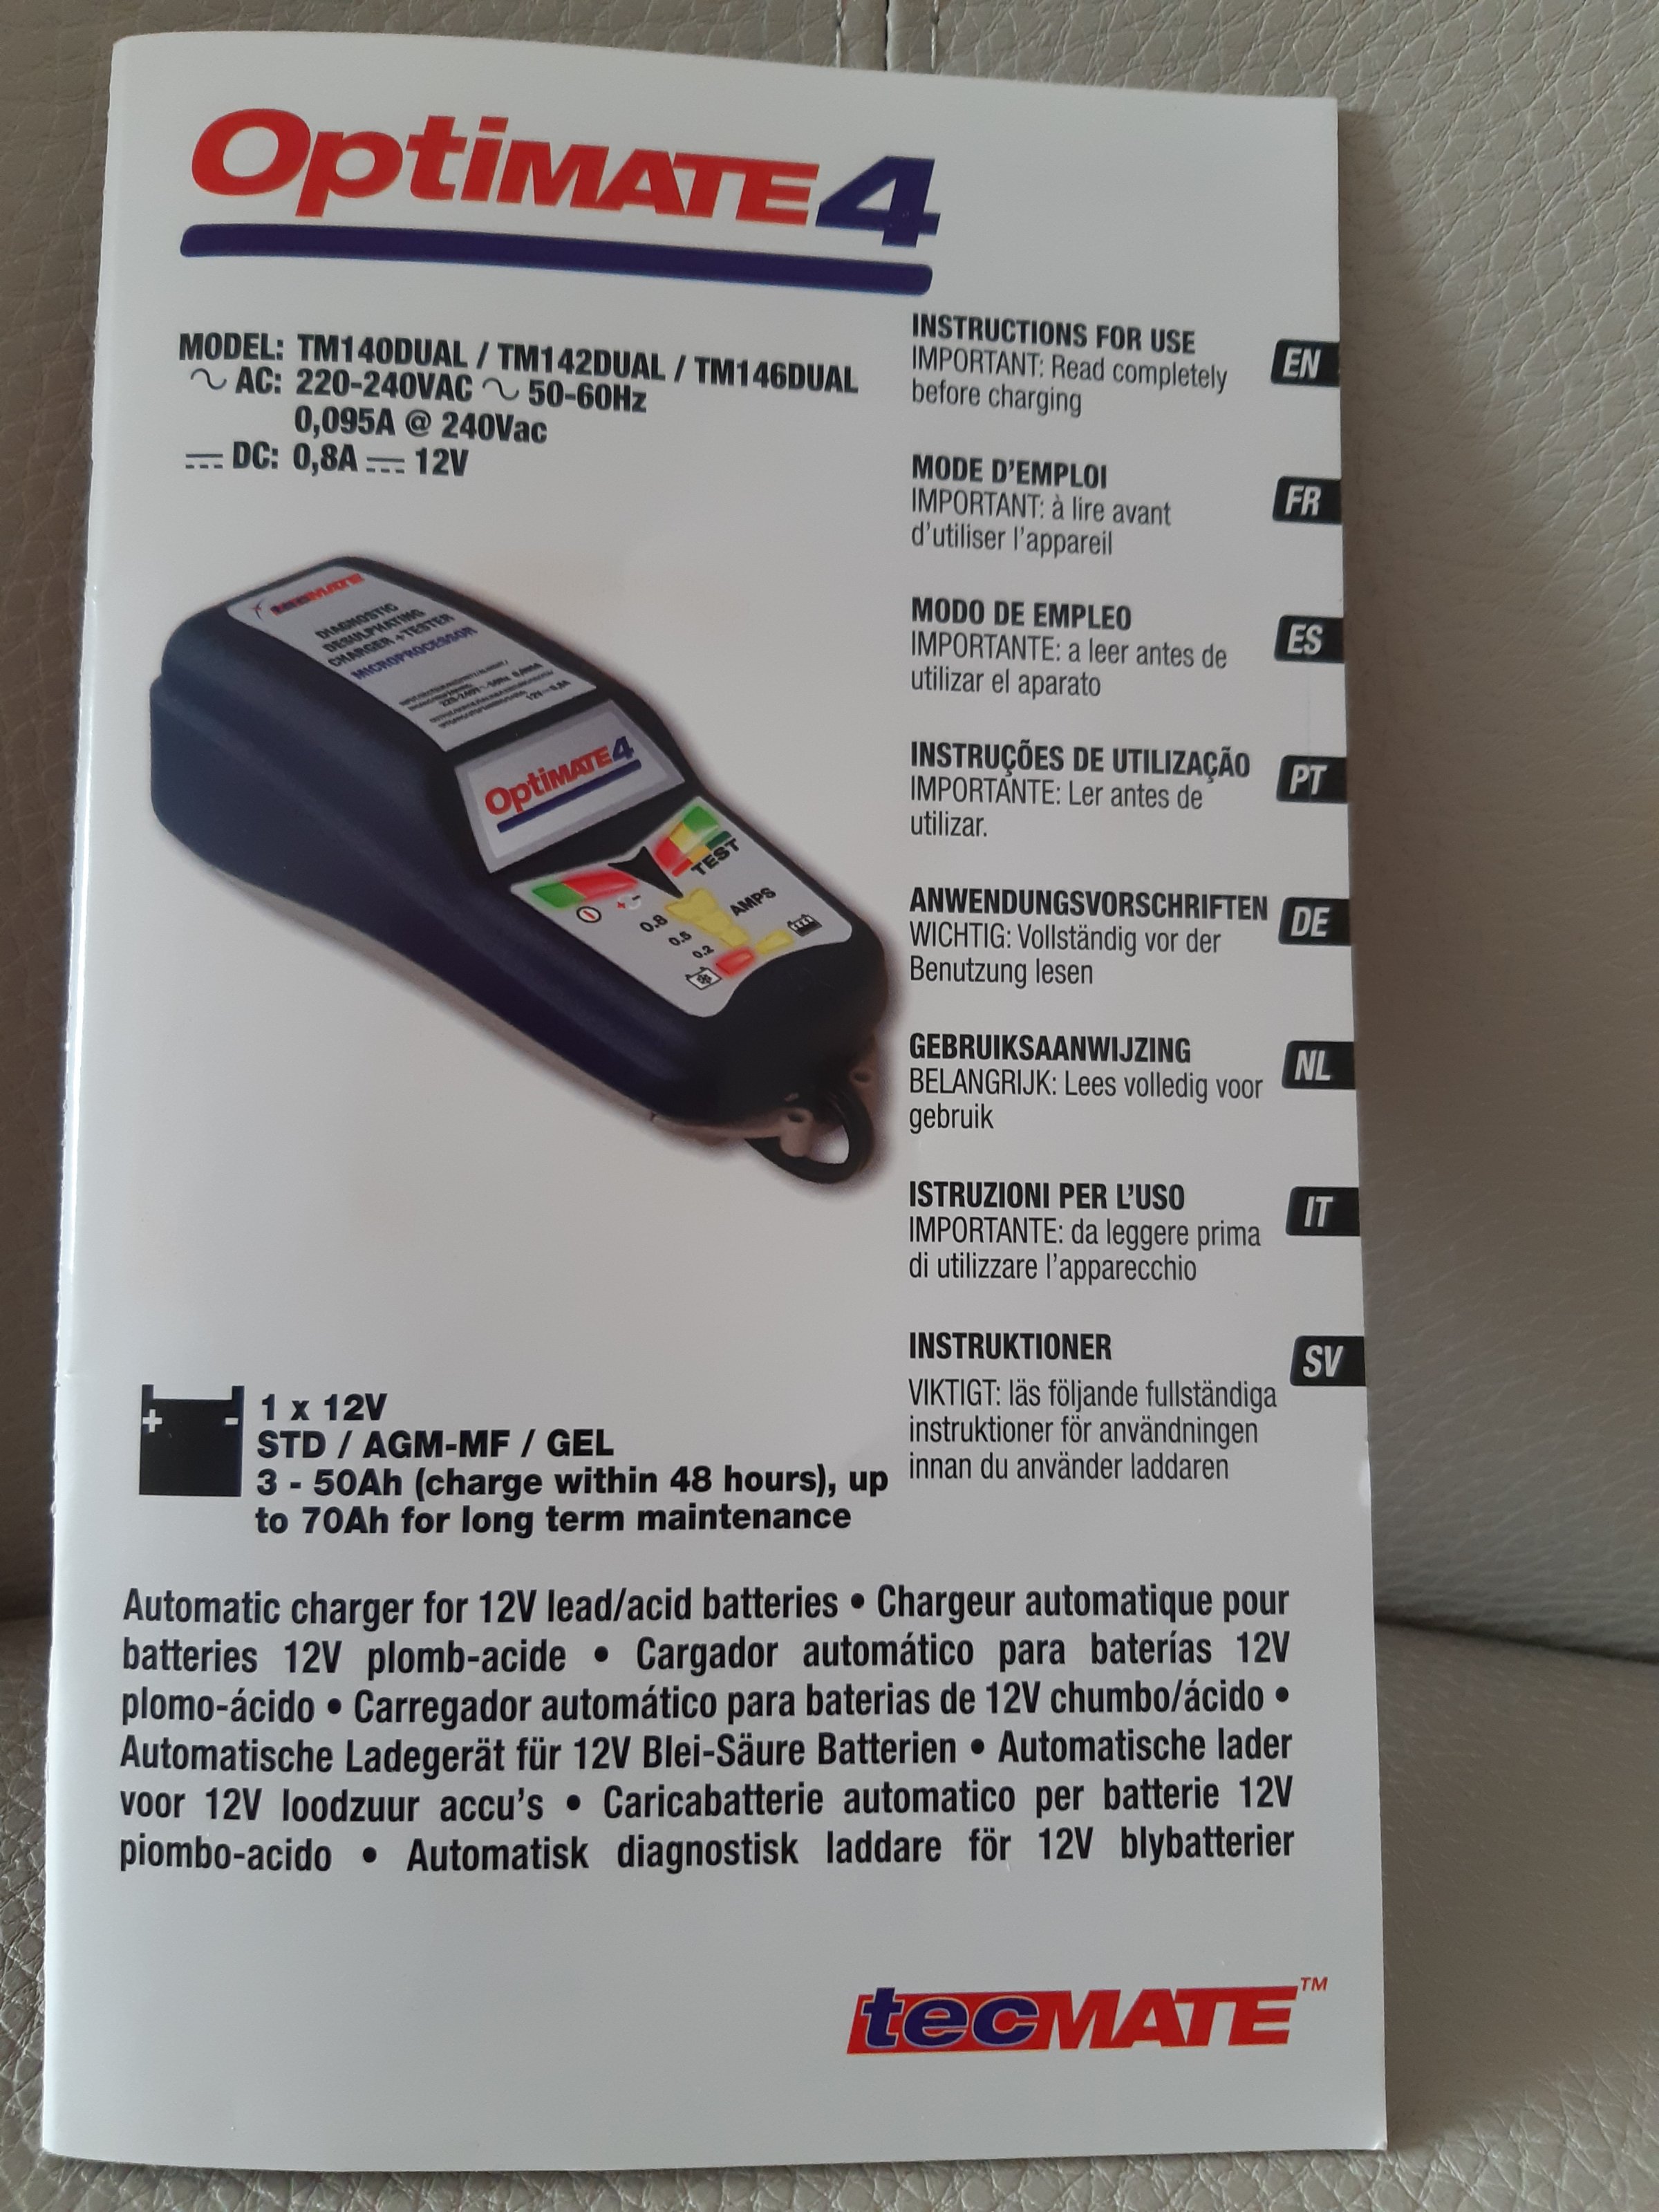 OptiMATE4
MODEL: TM140DUAL / TM142DUAL / TM146DUAL
AC: 220-240VAC 50-60Hz
0,095A @ 240Vac
DC: 0,8A 12V
tecMATE
DIAGNOSTIC
DESULPHATING
CHARGER + TESTER
MICROPROCESSOR
OptiMATE4
TEST
AMPS
0.8
0.5
0.2
INSTRUCTIONS FOR USE
IMPORTANT: Read completely
before charging
EN
MODE D'EMPLOI
IMPORTANT: à lire avant
d'utiliser l'appareil
FR
MODO DE EMPLEO
IMPORTANTE: a leer antes de
utilizar el aparato
ES
INSTRUÇÕES DE UTILIZAÇÃO
IMPORTANTE: Ler antes de
utilizar.
PT
ANWENDUNGSVORSCHRIFTEN
WICHTIG: Vollständig vor der
Benutzung lesen
DE
GEBRUIKSAANWIJZING
BELANGRIJK: Lees volledig voor
gebruik
NL
ISTRUZIONI PER L'USO
IMPORTANTE: da leggere prima
di utilizzare l'apparecchio
IT
INSTRUKTIONER
VIKTIGT: läs följande fullständiga
instruktioner för användningen
innan du använder laddaren
SV
+ -
1 x 12V
STD / AGM-MF / GEL
3 - 50Ah (charge within 48 hours), up
to 70Ah for long term maintenance
Automatic charger for 12V lead/acid batteries • Chargeur automatique pour
batteries 12V plomb-acide • Cargador automático para baterías 12V
plomo-ácido • Carregador automático para baterias de 12V chumbo/ácido •
Automatische Ladegerät für 12V Blei-Säure Batterien • Automatische lader
voor 12V loodzuur accu's • Caricabatterie automatico per batterie 12V
piombo-acido • Automatisk diagnostisk laddare för 12V blybatterier
tecMATE™